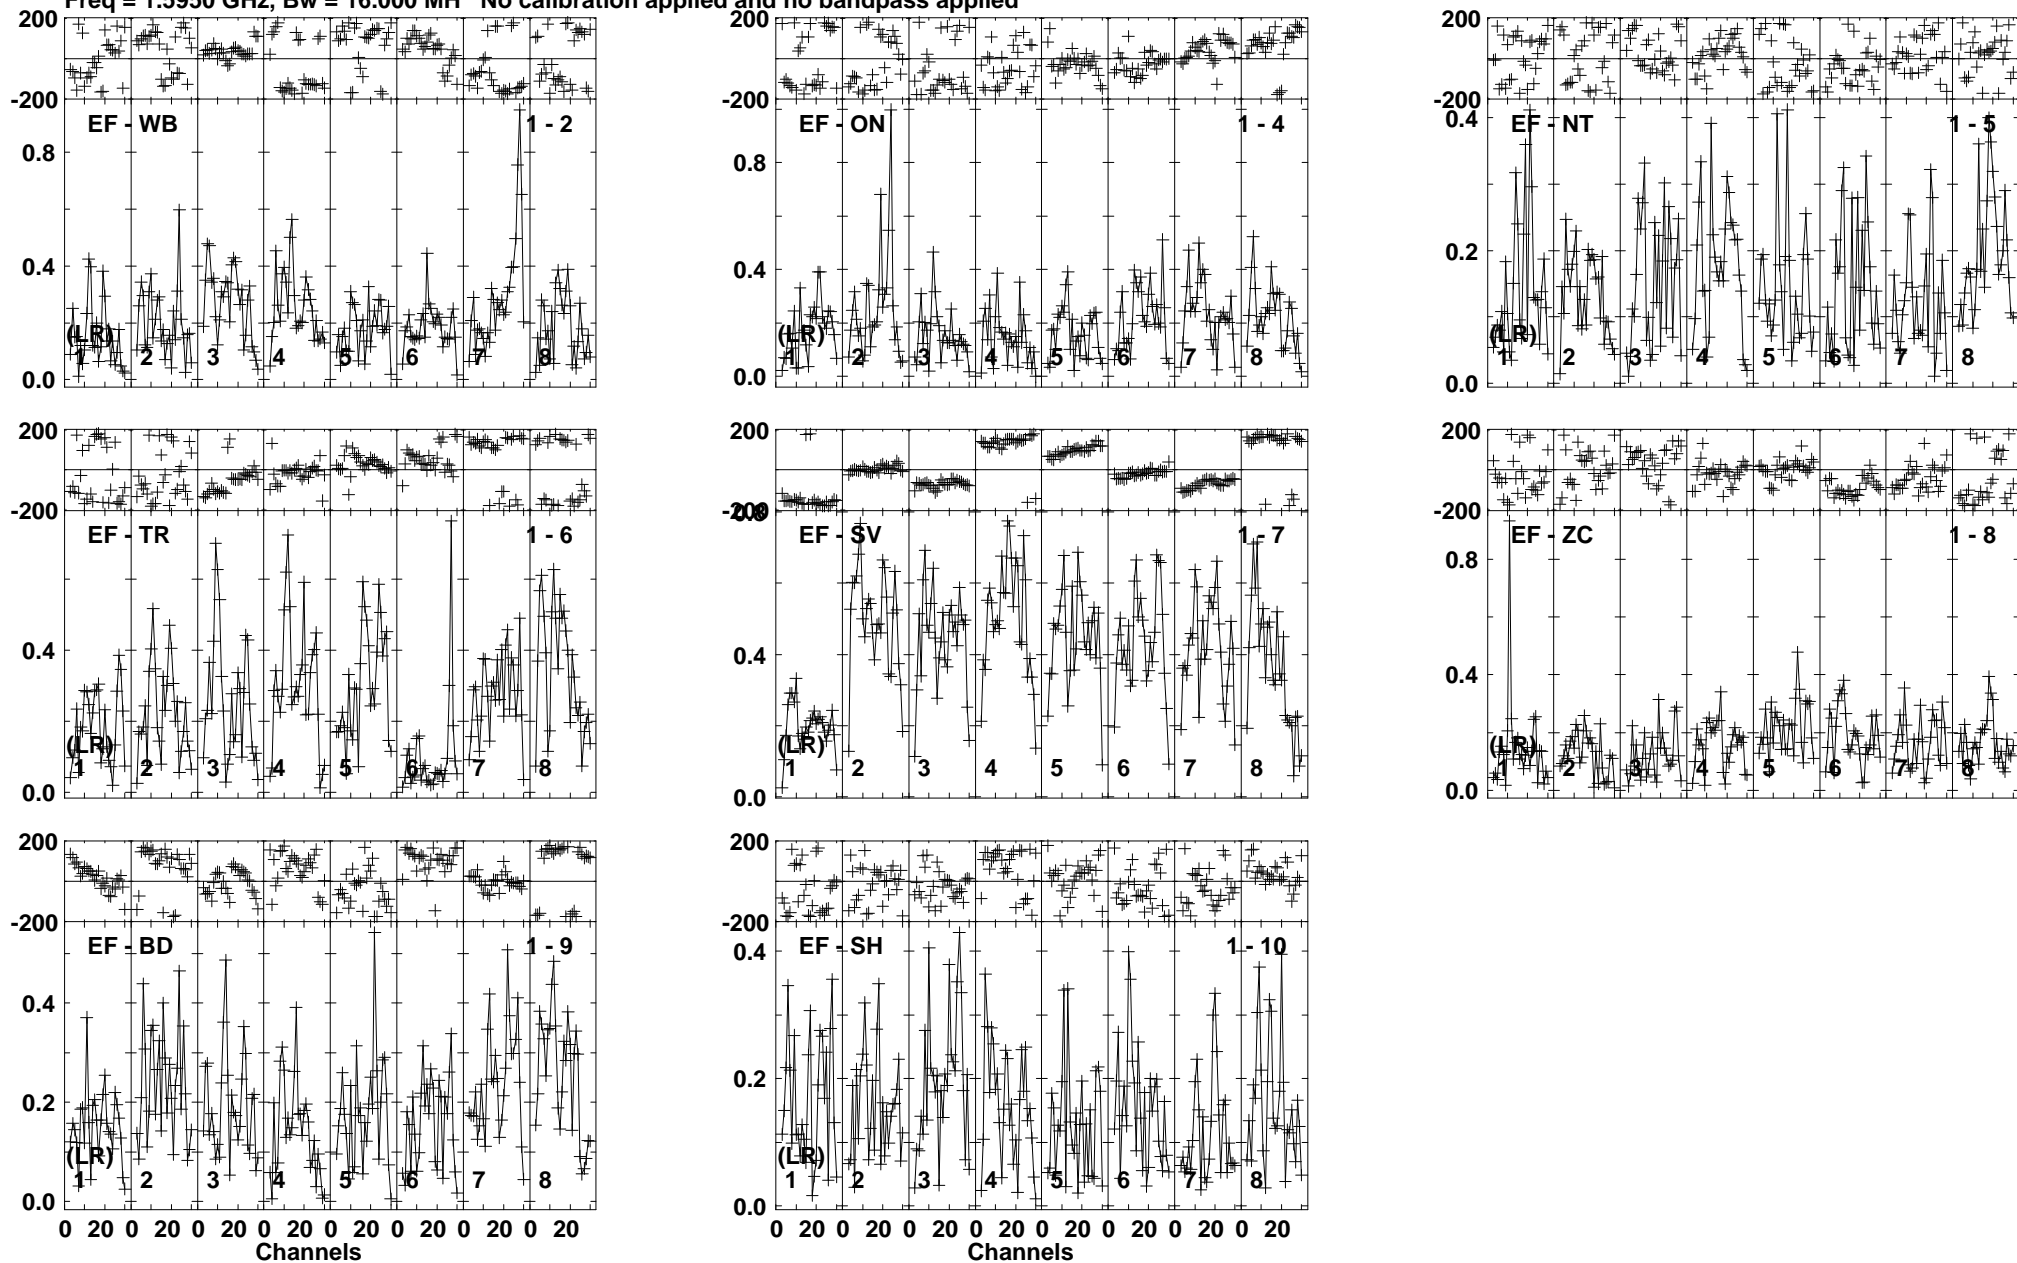 Freq = 1.5950 GHz, Bw = 16.000 MH No calibration applied and no bandpass applied
200
-200
EF - WB 1 - 2
0.8
0.4
0.0
(LR)
1 2 3 4 5 6 7 8
EF - ON 1 - 4
200
-200
0.8
0.4
0.0
(LR)
1 2 3 4 5 6 7 8
EF - NT 1 - 5
200
-200
0.4
0.2
0.0
(LR)
1 2 3 4 5 6 7 8
200
-200
EF - TR 1 - 6
0.4
0.0
(LR)
1 2 3 4 5 6 7 8
200
-200
0.8
EF - SV 1 - 7
0.4
0.0
(LR)
1 2 3 4 5 6 7 8
200
-200
EF - ZC 1 - 8
0.8
0.4
0.0
(LR)
1 2 3 4 5 6 7 8
200
-200
EF - BD 1 - 9
0.4
0.2
0.0
(LR)
1 2 3 4 5 6 7 8
0 20 0 20 0 20 0 20 0 20 0 20 0 20 0 20
Channels
200
-200
EF - SH 1 - 10
0.4
0.2
0.0
(LR)
1 2 3 4 5 6 7 8
0 20 0 20 0 20 0 20 0 20 0 20 0 20 0 20
Channels